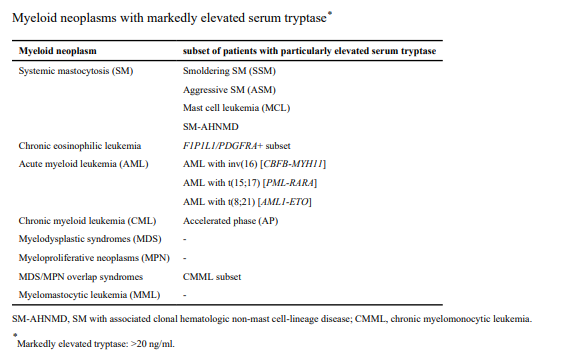 Myeloid neoplasms with markedly elevated serum tryptase*
Myeloid neoplasm subset of patients with particularly elevated serum tryptase
Systemic mastocytosis (SM) Smoldering SM (SSM)
Aggressive SM (ASM)
Mast cell leukemia (MCL)
SM-AHNMD
Chronic eosinophilic leukemia F1P1L1/PDGFRA+ subset
Acute myeloid leukemia (AML) AML with inv(16) [CBFB-MYH11]
AML with t(15;17) [PML-RARA]
AML with t(8;21) [AML1-ETO]
Chronic myeloid leukemia (CML) Accelerated phase (AP)
Myelodysplastic syndromes (MDS) -
Myeloproliferative neoplasms (MPN) -
MDS/MPN overlap syndromes CMML subset
Myelomastocytic leukemia (MML) -
SM-AHNMD, SM with associated clonal hematologic non-mast cell-lineage disease; CMML, chronic myelomonocytic leukemia.
*Markedly elevated tryptase: >20 ng/ml.